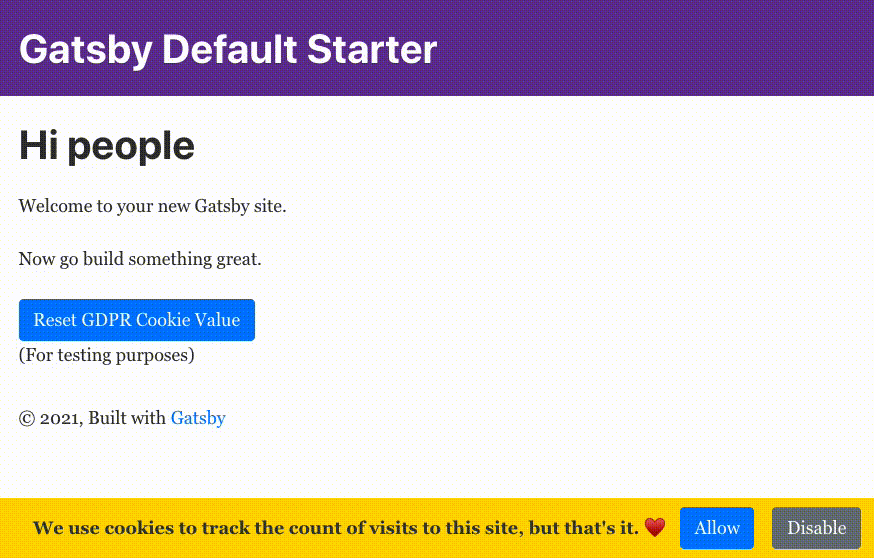 Gatsby Default Starter
Hi people
Welcome to your new Gatsby site.
Now go build something great.
Reset GDPR Cookie Value
(For testing purposes)
© 2021, Built with Gatsby
We use cookies to track the count of visits to this site, but that's it. ❤️ Allow Disable